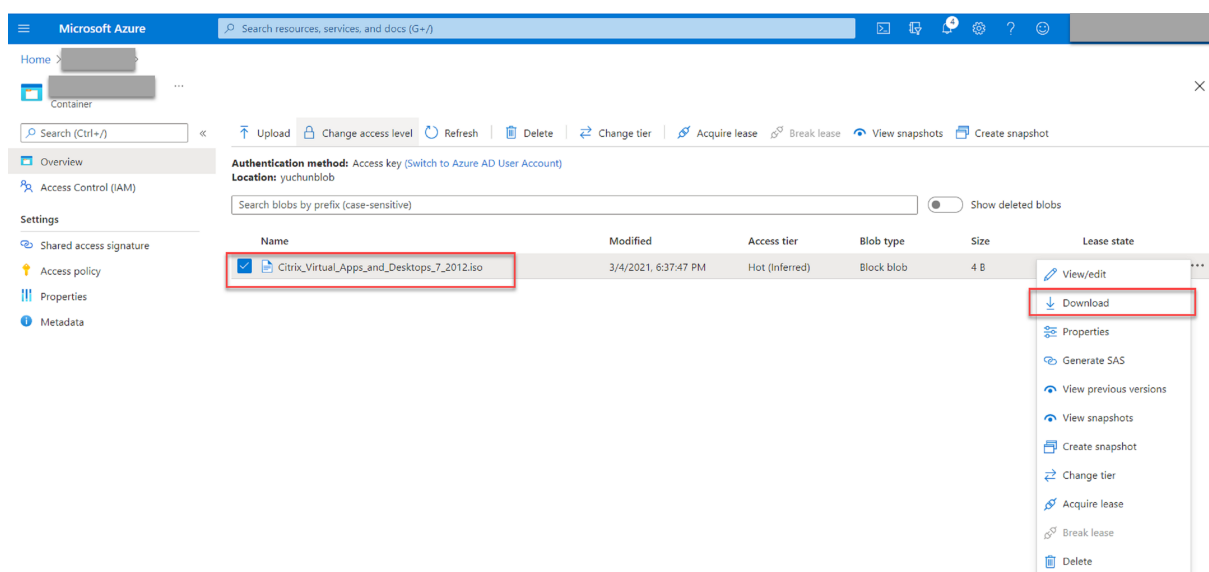 Microsoft Azure
Search resources, services, and docs (G+/)
4
Home >
...
Container
Search (Ctrl+/)
«
Upload
Change access level
Refresh
Delete
Change tier
Acquire lease
Break lease
View snapshots
Create snapshot
Overview
Access Control (IAM)
Settings
Shared access signature
Access policy
Properties
Metadata
Authentication method: Access key (Switch to Azure AD User Account)
Location: yuchunblob
Search blobs by prefix (case-sensitive)
Show deleted blobs
Name Modified Access tier Blob type Size Lease state
Citrix_Virtual_Apps_and_Desktops_7_2012.iso 3/4/2021, 6:37:47 PM Hot (Inferred) Block blob 4 B ...
View/edit
Download
Properties
Generate SAS
View previous versions
View snapshots
Create snapshot
Change tier
Acquire lease
Break lease
Delete